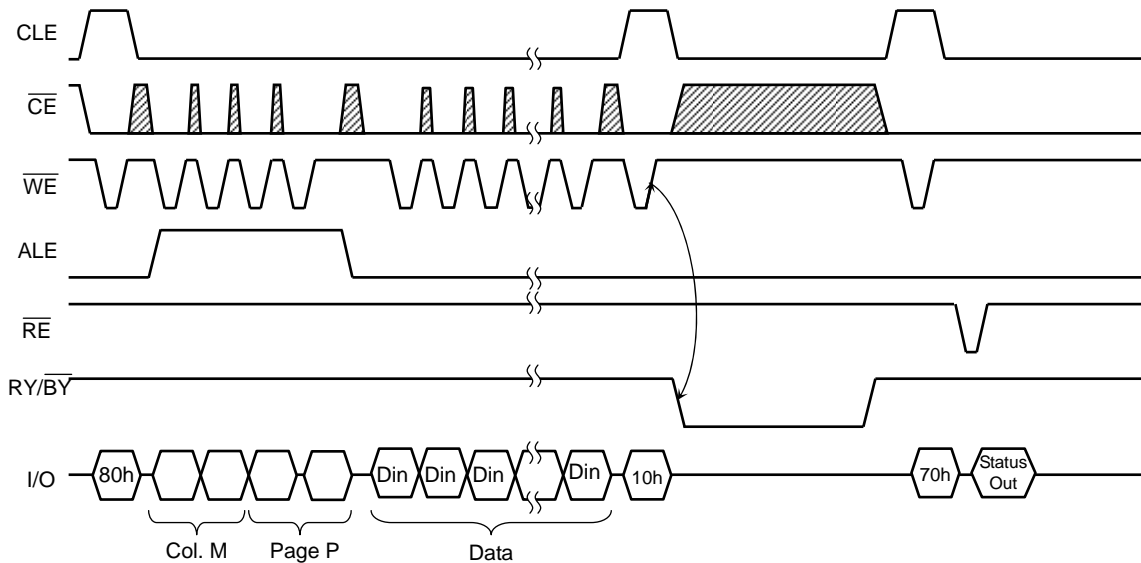 CLE
CE
WE
ALE
RE
RY/BY
I/O
80h
Din
Din
Din
Din
10h
70h
Status
Out
Col. M
Page P
Data